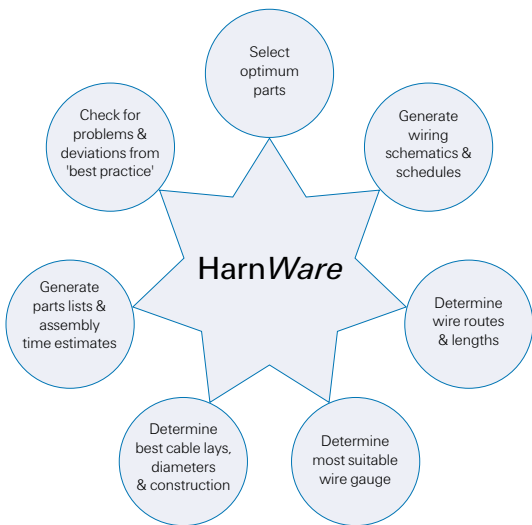 Select
optimum
parts
Generate
wiring
schematics &
schedules
Determine
wire routes
& lengths
Determine
most suitable
wire gauge
Determine
best cable lays,
diameters
& construction
Generate
parts lists &
assembly
time estimates
Check for
problems &
deviations from
'best practice'
HarnWare